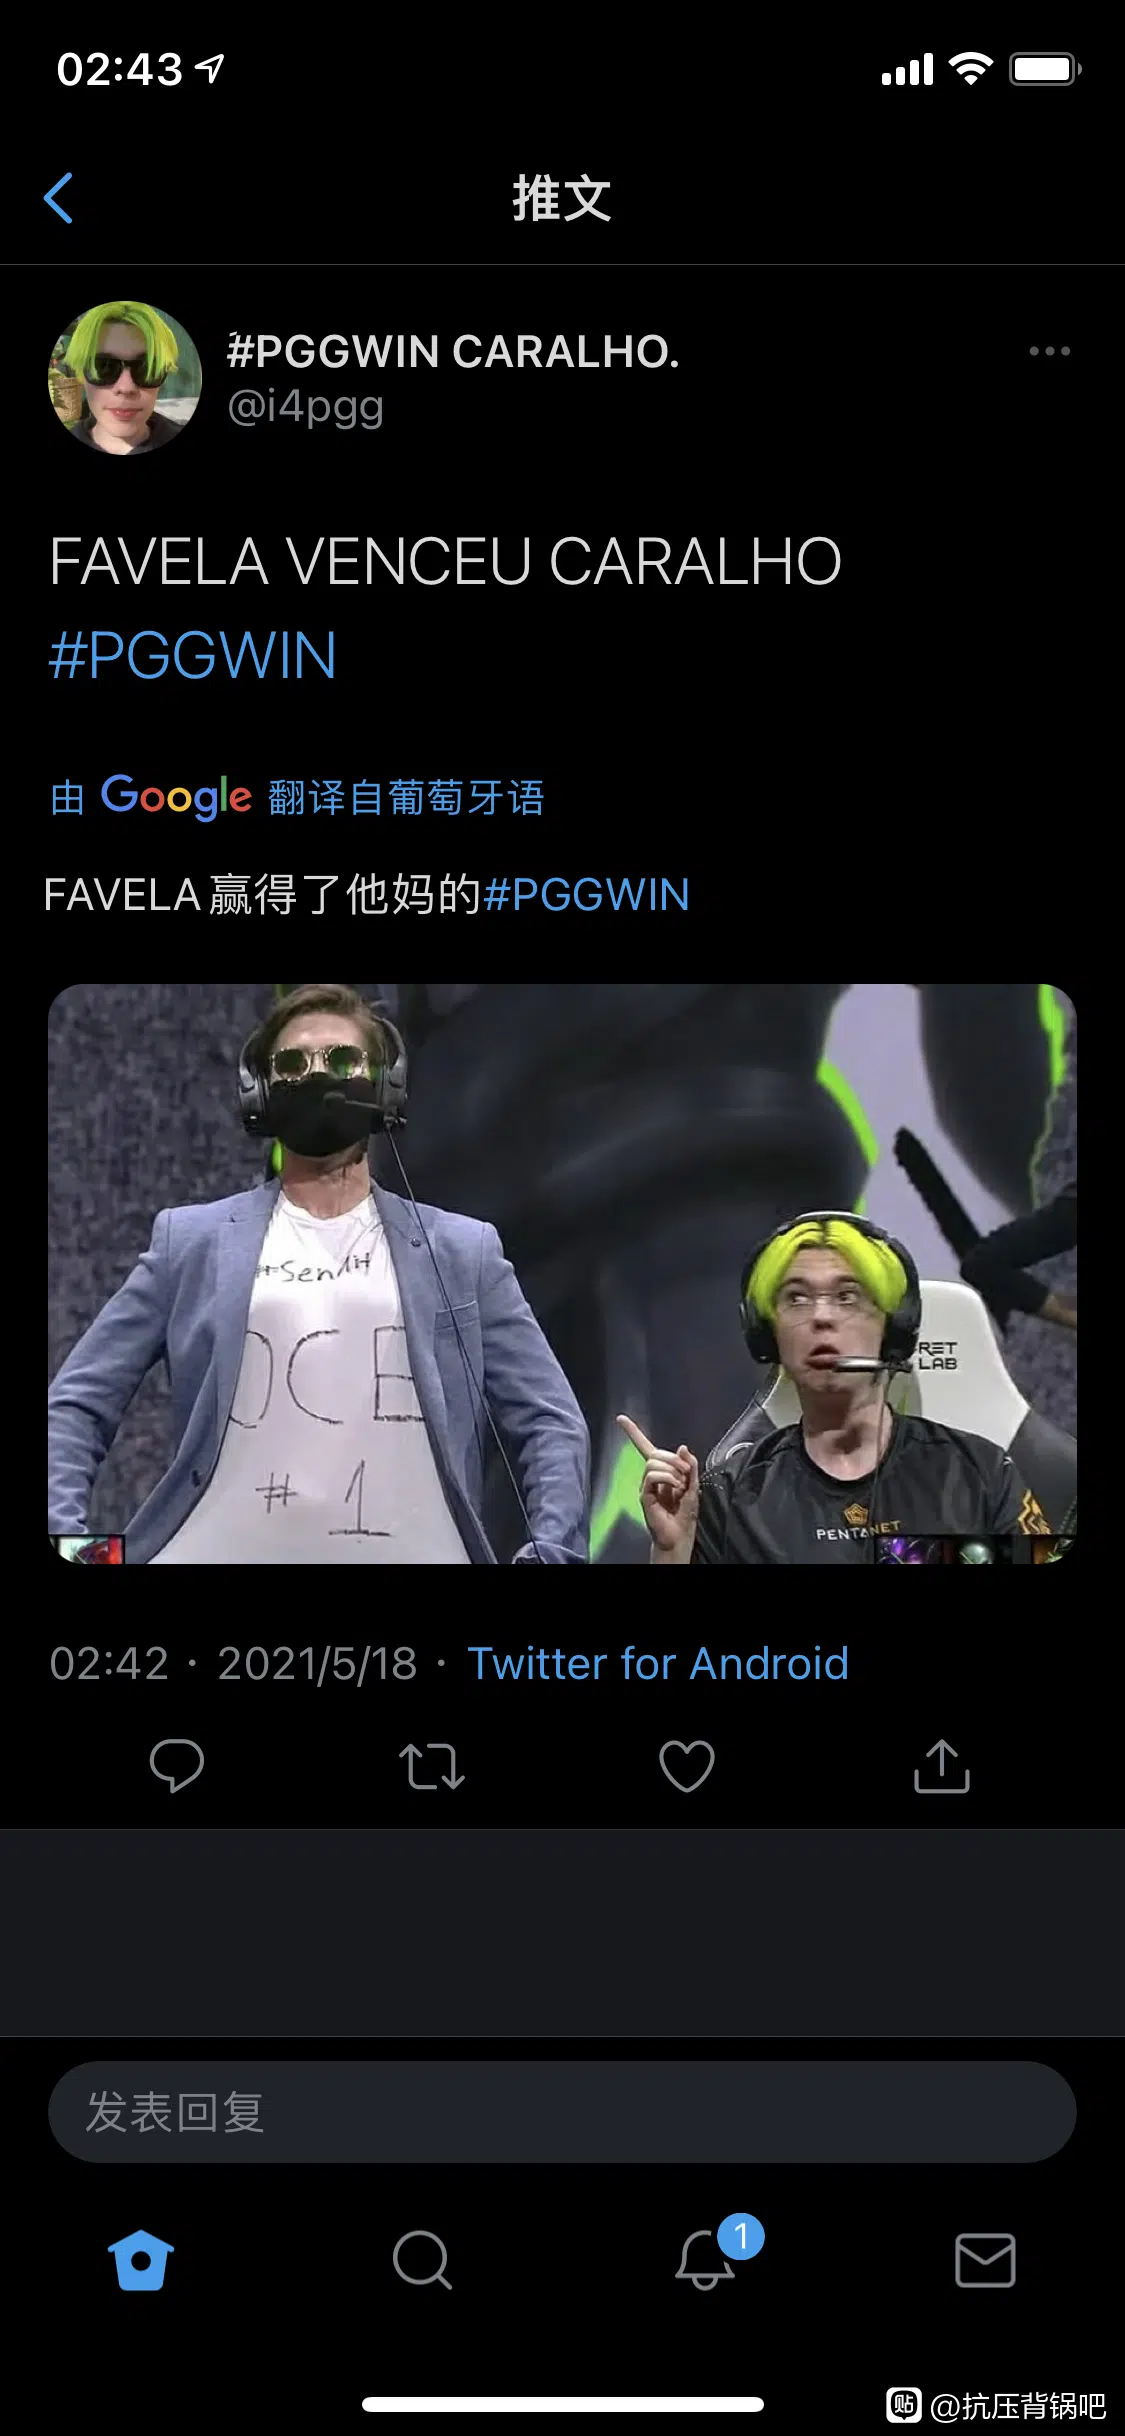 02:43
推文
#PGGWIN CARALHO.
@i4pgg
FAVELA VENCEU CARALHO
#PGGWIN
由 Google 翻译自葡萄牙语
FAVELA 赢得了他妈的#PGGWIN
#SendIt
OCE
#1
RET
LAB
PENTANET
02:42 · 2021/5/18 · Twitter for Android
发表回复
1
贴 @抗压背锅吧